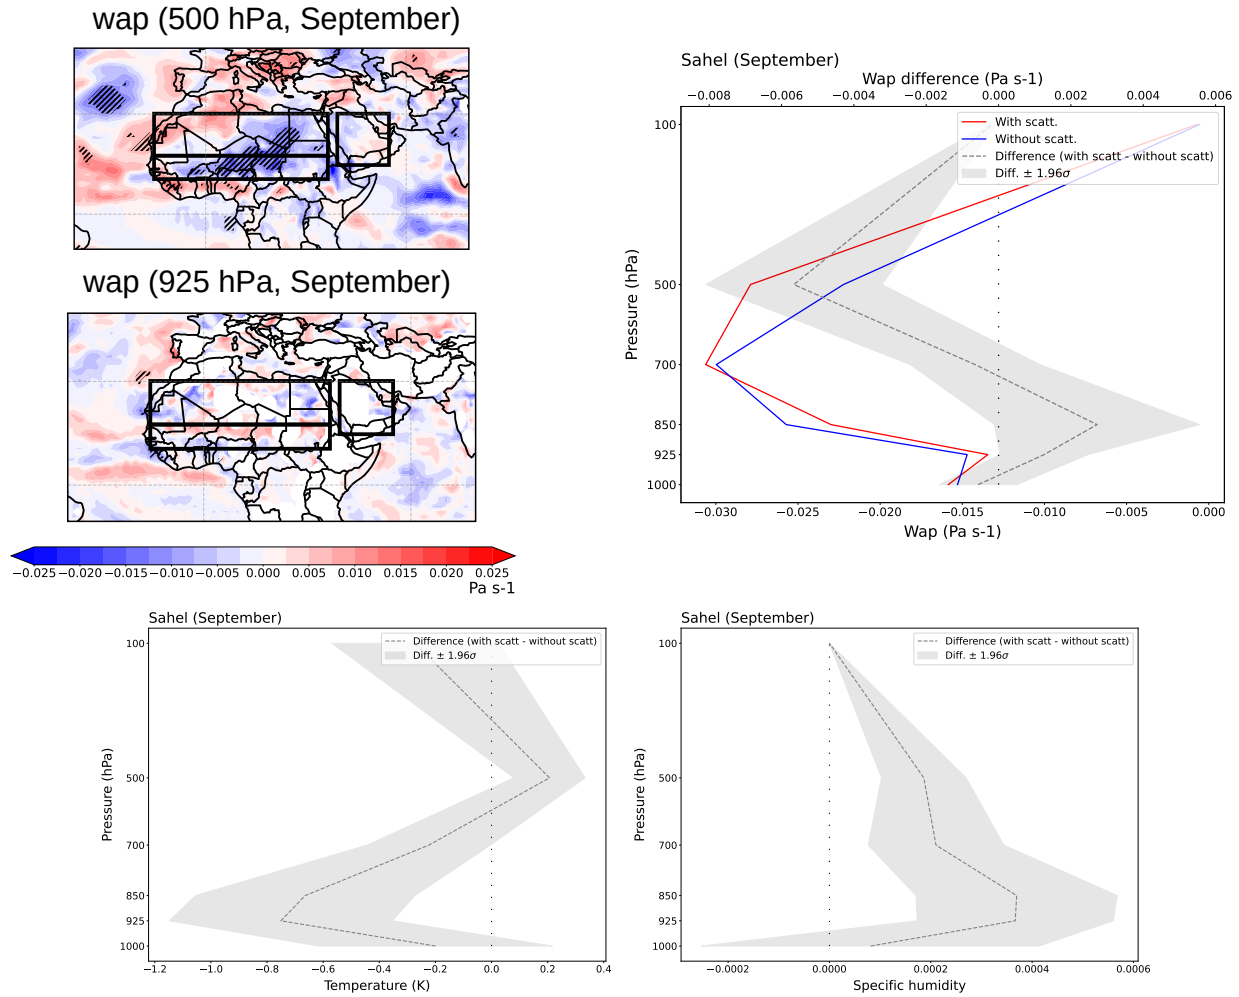 wap (500 hPa, September)
wap (925 hPa, September)
−0.025 −0.020 −0.015 −0.010 −0.005 0.000 0.005 0.010 0.015 0.020 0.025
Pa s-1
Sahel (September)
Wap difference (Pa s-1)
−0.008 −0.006 −0.004 −0.002 0.000 0.002 0.004 0.006
With scatt.
Without scatt.
Difference (with scatt - without scatt)
Diff. ± 1.96σ
Pressure (hPa)
100
500
700
850
925
1000
−0.030 −0.025 −0.020 −0.015 −0.010 −0.005 0.000
Wap (Pa s-1)
Sahel (September)
Difference (with scatt - without scatt)
Diff. ± 1.96σ
Pressure (hPa)
100
500
700
850
925
1000
−1.2 −1.0 −0.8 −0.6 −0.4 −0.2 0.0 0.2 0.4
Temperature (K)
Sahel (September)
Difference (with scatt - without scatt)
Diff. ± 1.96σ
Pressure (hPa)
100
500
700
850
925
1000
−0.0002 0.0000 0.0002 0.0004 0.0006
Specific humidity